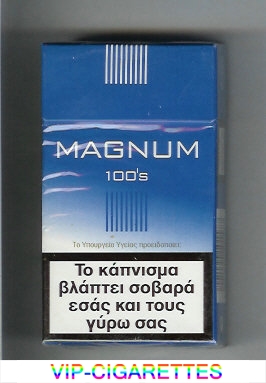 MAGNUM
100's
Το Υπουργείο Υγείας προειδοποιεί:
Το κάπνισμα
βλάπτει σοβαρά
εσάς και τους
γύρω σας
VIP-CIGARETTES